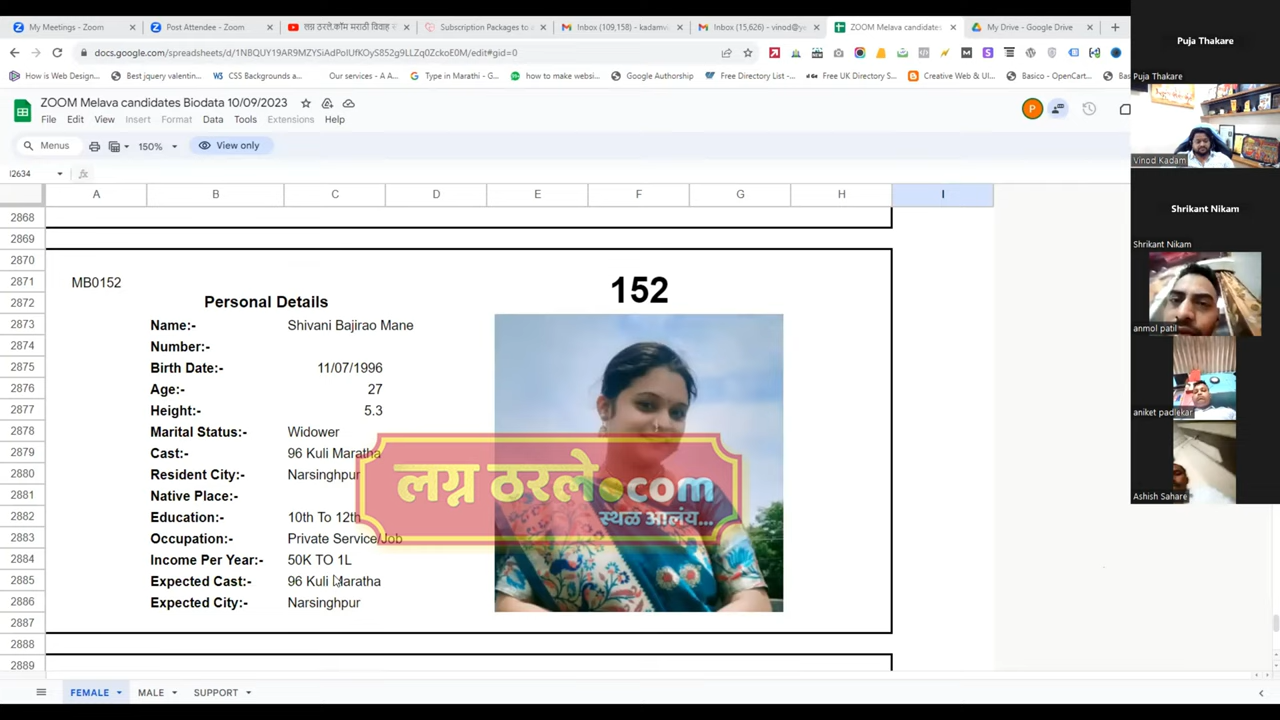 My Meetings - Zoom
Post Attendee - Zoom
लग्न ठरले.कॉम मराठी विवाह
Subscription Packages to
Inbox (109,158) - kadamvi
Inbox (15,626) - vinod@ye
ZOOM Melava candidates
My Drive - Google Drive
docs.google.com/spreadsheets/d/1N8QUY19AR9MZYSiAdPolUfKOyS852g9LLZq0ZckoE0M/edit#gid=0
How is Web Design...
Best jquery valentin...
CSS Backgrounds a...
Our services - A A...
Type in Marathi - G...
how to make websi...
Google Authorship
Free Directory List -...
Free UK Directory S...
Creative Web & UI...
Basico - OpenCart...
ZOOM Melava candidates Biodata 10/09/2023
File Edit View Insert Format Data Tools Extensions Help
Menus
150%
View only
I2634
fx
A B C D E F G H I
2868
2869
2870
2871 MB0152 152
2872 Personal Details
2873 Name:- Shivani Bajirao Mane
2874 Number:-
2875 Birth Date:- 11/07/1996
2876 Age:- 27
2877 Height:- 5.3
2878 Marital Status:- Widower
2879 Cast:- 96 Kuli Maratha
2880 Resident City:- Narsinghpur
2881 Native Place:-
2882 Education:- 10th To 12th
2883 Occupation:- Private Service/Job
2884 Income Per Year:- 50K TO 1L
2885 Expected Cast:- 96 Kuli Maratha
2886 Expected City:- Narsinghpur
2887
2888
2889
लग्न ठरले.com
स्थळ आलंय...
FEMALE
MALE
SUPPORT
P
Puja Thakare
Puja Thakare
Vinod Kadam
Shrikant Nikam
Shrikant Nikam
anmol patil
aniket padlekar
Ashish Sahare